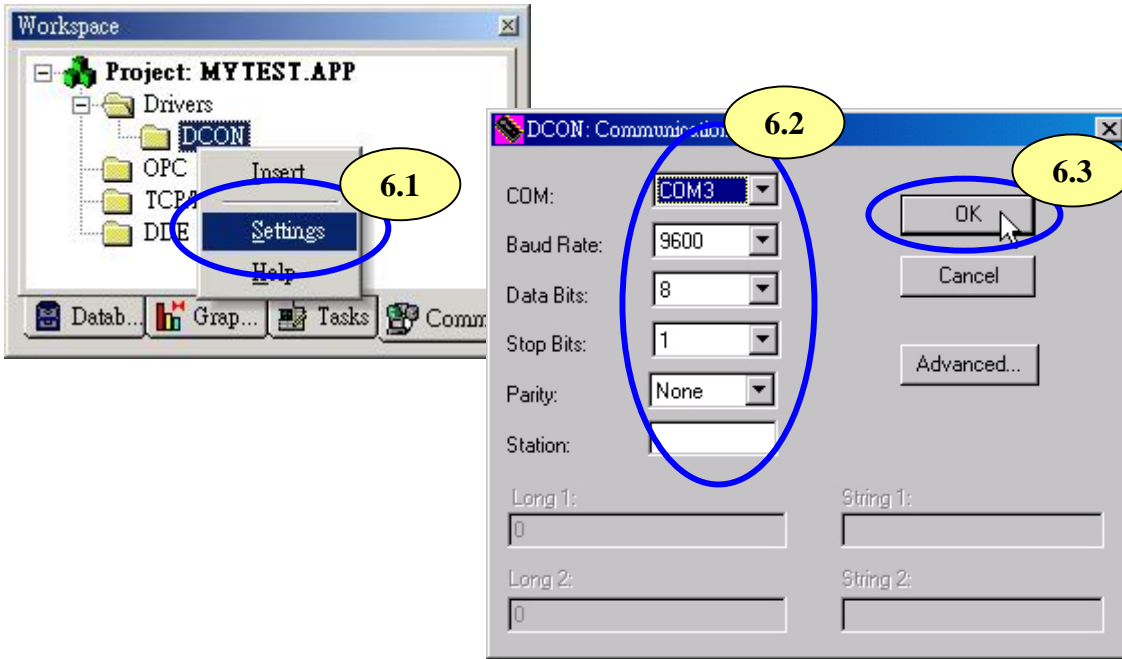 Workspace
Project: MYTEST.APP
Drivers
DCON
OPC
DDE
Insert
Settings
Help
6.1
Datab...
Grap...
Tasks
Comm
DCON: Communication
6.2
6.3
COM:
COM3
Baud Rate:
9600
Data Bits:
8
Stop Bits:
1
Parity:
None
Station:
OK
Cancel
Advanced...
Long 1:
0
String 1:
Long 2:
0
String 2: